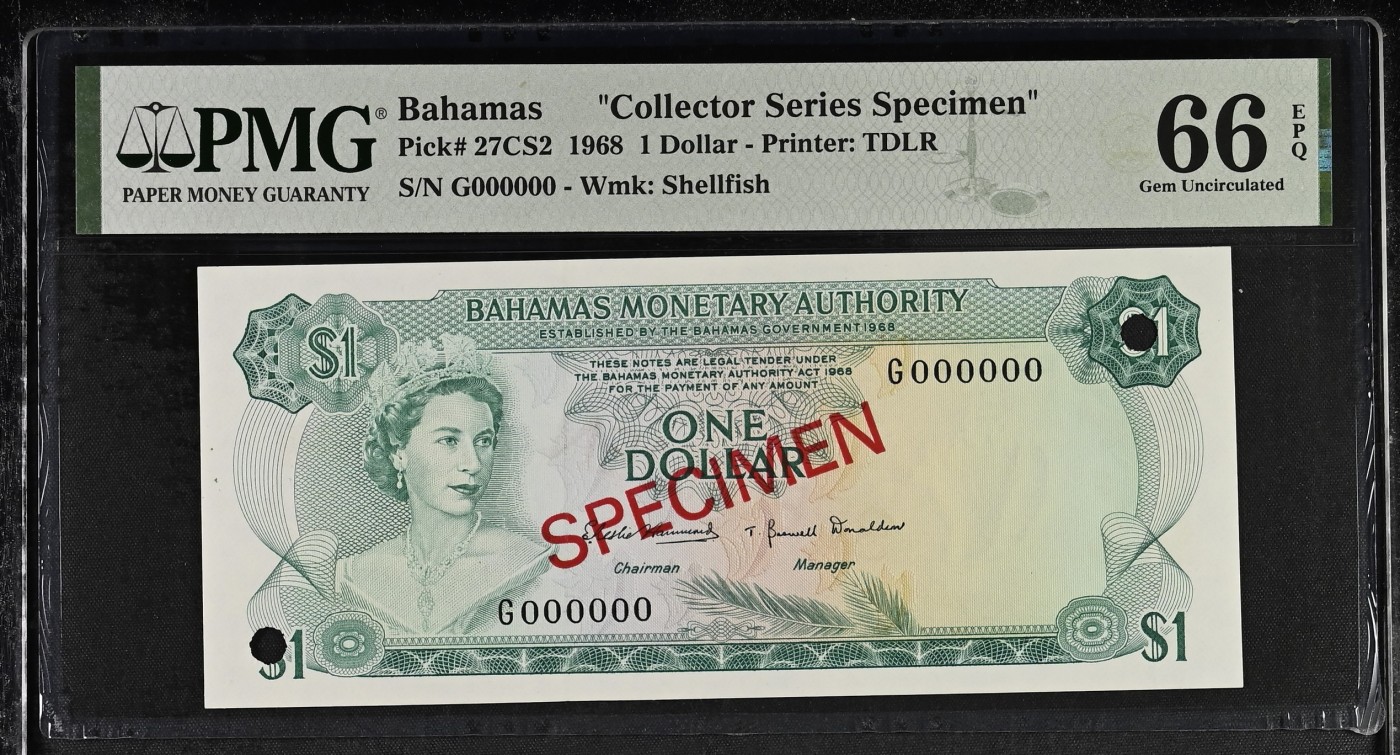 PMG®
PAPER MONEY GUARANTY
Bahamas "Collector Series Specimen"
Pick# 27CS2 1968 1 Dollar - Printer: TDLR
S/N G000000 - Wmk: Shellfish
66
EPQ
Gem Uncirculated
BAHAMAS MONETARY AUTHORITY
ESTABLISHED BY THE BAHAMAS GOVERNMENT 1968
$1
$1
THESE NOTES ARE LEGAL TENDER UNDER
THE BAHAMAS MONETARY AUTHORITY ACT 1968
FOR THE PAYMENT OF ANY AMOUNT
G000000
ONE
DOLLAR
SPECIMEN
T. Donaldson
Chairman
Manager
G000000
$1
$1